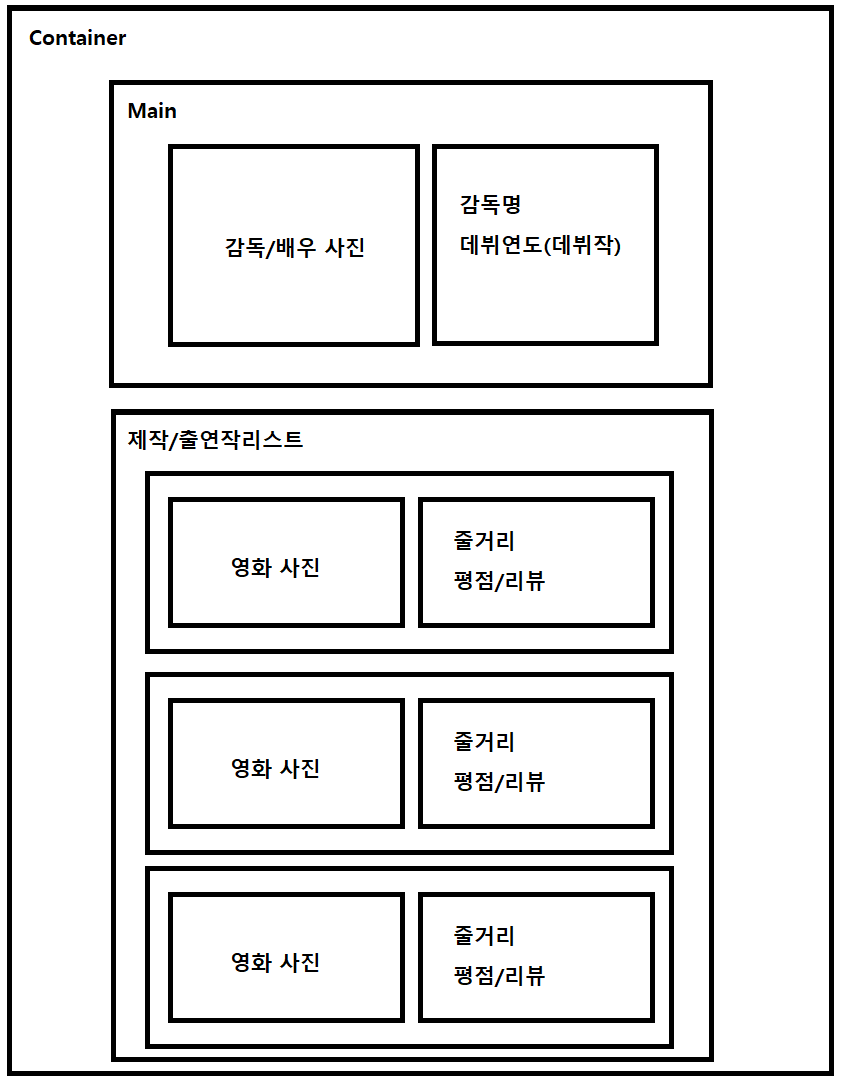 Container
Main
감독/배우 사진
감독명
데뷔연도(데뷔작)
제작/출연작리스트
영화 사진
줄거리
평점/리뷰
영화 사진
줄거리
평점/리뷰
영화 사진
줄거리
평점/리뷰